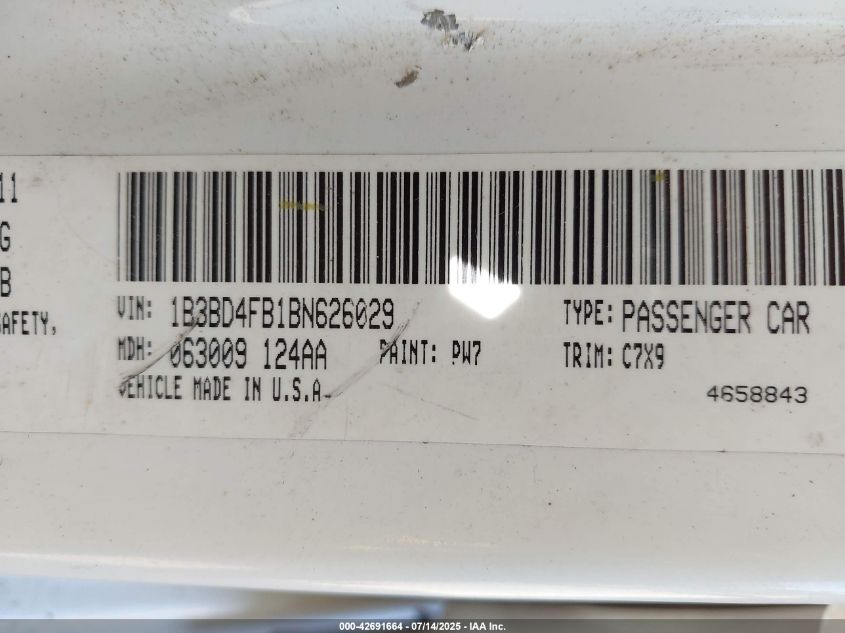 11
G
B
SAFETY,
VIN: 1B3BD4FB1BN626029 TYPE: PASSENGER CAR
MDH: 063009 124AA PAINT: PW7 TRIM: C7X9
VEHICLE MADE IN U.S.A.
4658843
000-42691664 - 07/14/2025 - IAA Inc.